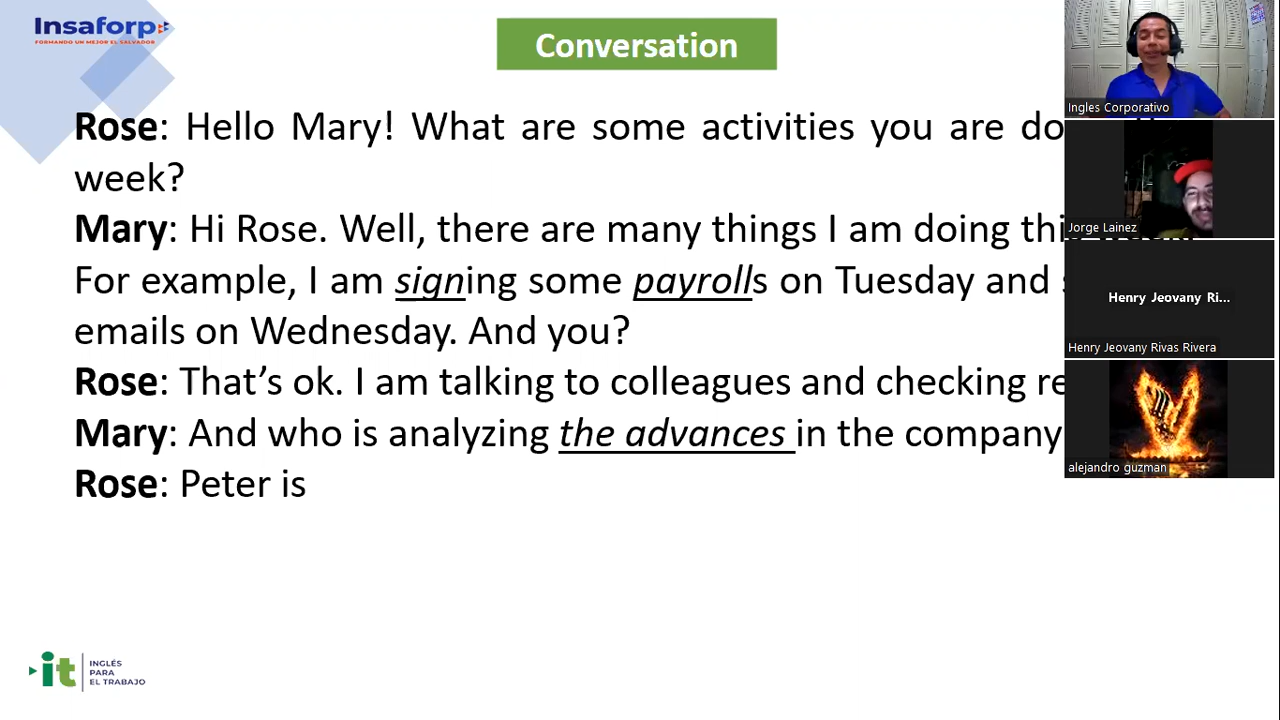 Insaforp
FORMANDO UN MEJOR EL SALVADOR
Conversation
Rose: Hello Mary! What are some activities you are do
week?
Mary: Hi Rose. Well, there are many things I am doing thi
For example, I am signing some payrolls on Tuesday and s
emails on Wednesday. And you?
Rose: That’s ok. I am talking to colleagues and checking re
Mary: And who is analyzing the advances in the company
Rose: Peter is
Ingles Corporativo
Jorge Lainez
Henry Jeovany Ri...
Henry Jeovany Rivas Rivera
alejandro guzman
it
INGLÉS
PARA
EL TRABAJO